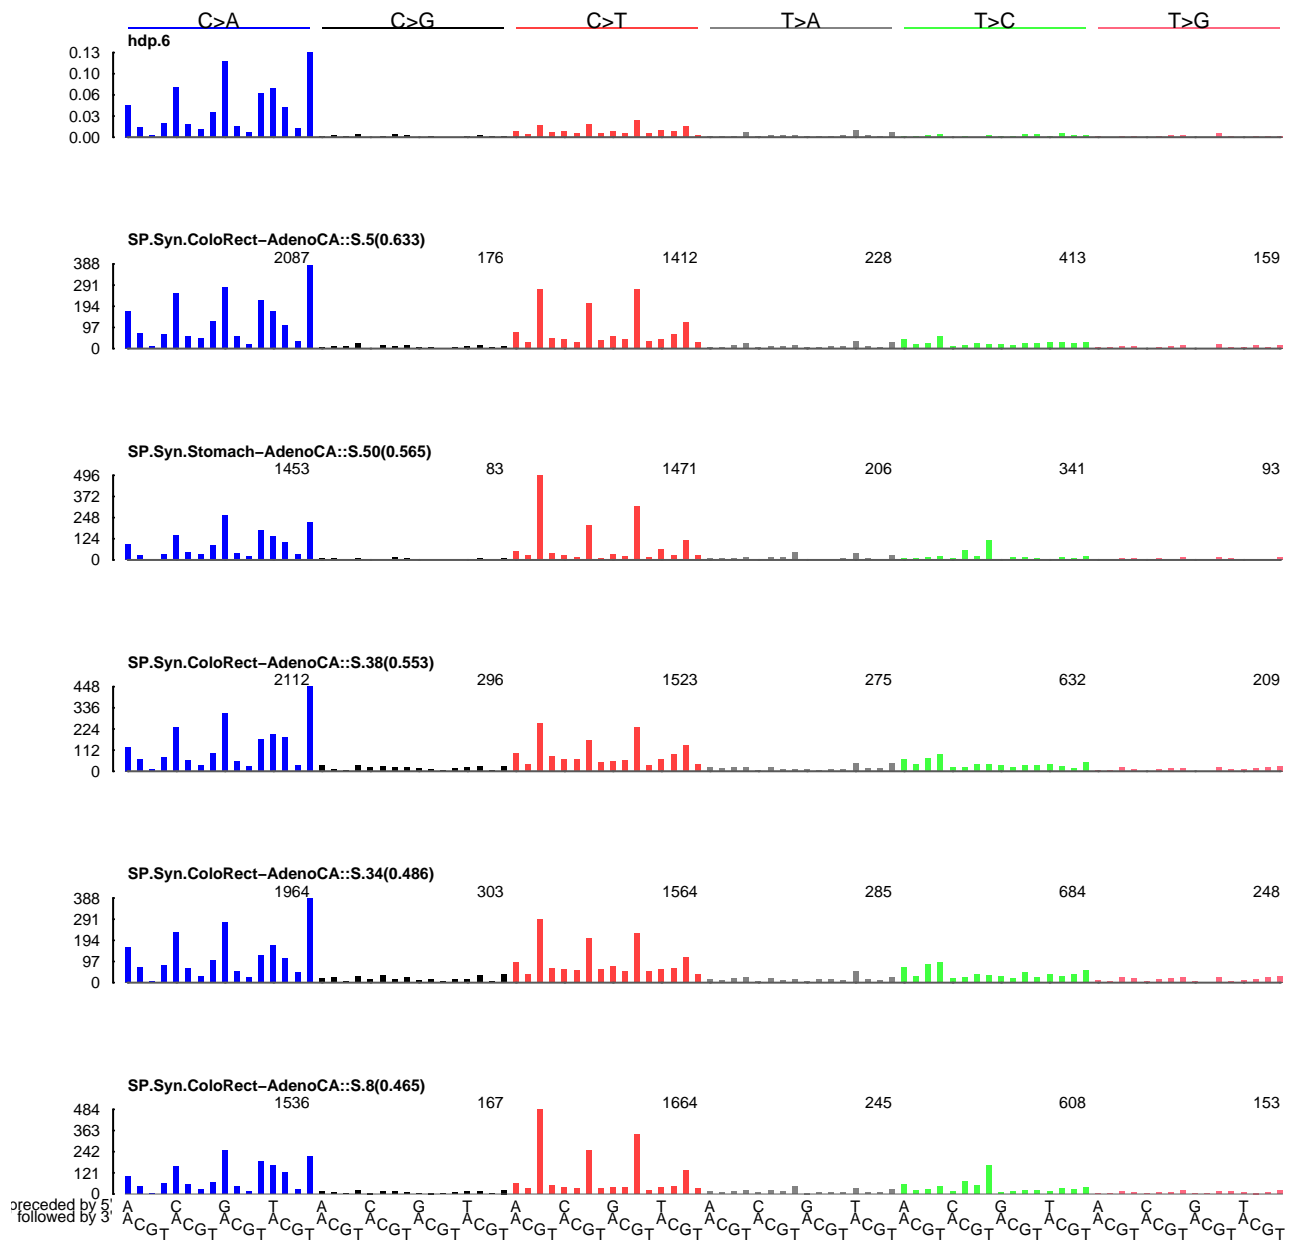 C>A C>G C>T T>A T>C T>G
hdp.6
0.13
0.10
0.06
0.03
0.00
SP.Syn.ColoRect−AdenoCA::S.5(0.633)
2087 176 1412 228 413 159
388
291
194
97
0
SP.Syn.Stomach−AdenoCA::S.50(0.565)
1453 83 1471 206 341 93
496
372
248
124
0
SP.Syn.ColoRect−AdenoCA::S.38(0.553)
2112 296 1523 275 632 209
448
336
224
112
0
SP.Syn.ColoRect−AdenoCA::S.34(0.486)
1964 303 1564 285 684 248
388
291
194
97
0
SP.Syn.ColoRect−AdenoCA::S.8(0.465)
1536 167 1664 245 608 153
484
363
242
121
0
preceded by 5' A C G T A C G T A C G T A C G T A C G T A C G T
followed by 3' A C G T A C G T A C G T A C G T A C G T A C G T A C G T A C G T A C G T A C G T A C G T A C G T A C G T A C G T A C G T A C G T A C G T A C G T A C G T A C G T A C G T A C G T A C G T A C G T